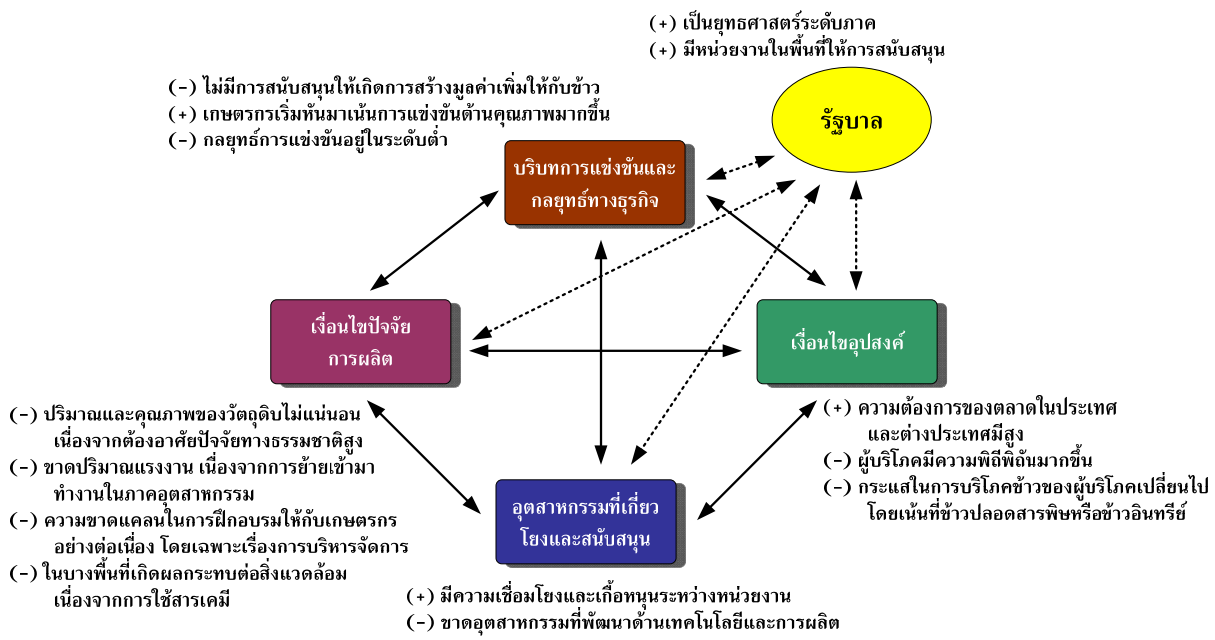 (+) เป็นยุทธศาสตร์ระดับภาค
(+) มีหน่วยงานในพื้นที่ให้การสนับสนุน
รัฐบาล
(-) ไม่มีการสนับสนุนให้เกิดการสร้างมูลค่าเพิ่มให้กับข้าว
(+) เกษตรกรเริ่มหันมาเน้นการแข่งขันด้านคุณภาพมากขึ้น
(-) กลยุทธ์การแข่งขันอยู่ในระดับต่ำ
บริบทการแข่งขันและ
กลยุทธ์ทางธุรกิจ
เงื่อนไขปัจจัย
การผลิต
เงื่อนไขอุปสงค์
(-) ปริมาณและคุณภาพของวัตถุดิบไม่แน่นอน
เนื่องจากต้องอาศัยปัจจัยทางธรรมชาติสูง
(-) ขาดปริมาณแรงงาน เนื่องจากการย้ายเข้ามา
ทำงานในภาคอุตสาหกรรม
(-) ความขาดแคลนในการฝึกอบรมให้กับเกษตรกร
อย่างต่อเนื่อง โดยเฉพาะเรื่องการบริหารจัดการ
(-) ในบางพื้นที่เกิดผลกระทบต่อสิ่งแวดล้อม
เนื่องจากการใช้สารเคมี
(+) ความต้องการของตลาดในประเทศ
และต่างประเทศมีสูง
(-) ผู้บริโภคมีความพิถีพิถันมากขึ้น
(-) กระแสในการบริโภคข้าวของผู้บริโภคเปลี่ยนไป
โดยเน้นที่ข้าวปลอดสารพิษหรือข้าวอินทรีย์
อุตสาหกรรมที่เกี่ยว
โยงและสนับสนุน
(+) มีความเชื่อมโยงและเกื้อหนุนระหว่างหน่วยงาน
(-) ขาดอุตสาหกรรมที่พัฒนาด้านเทคโนโลยีและการผลิต